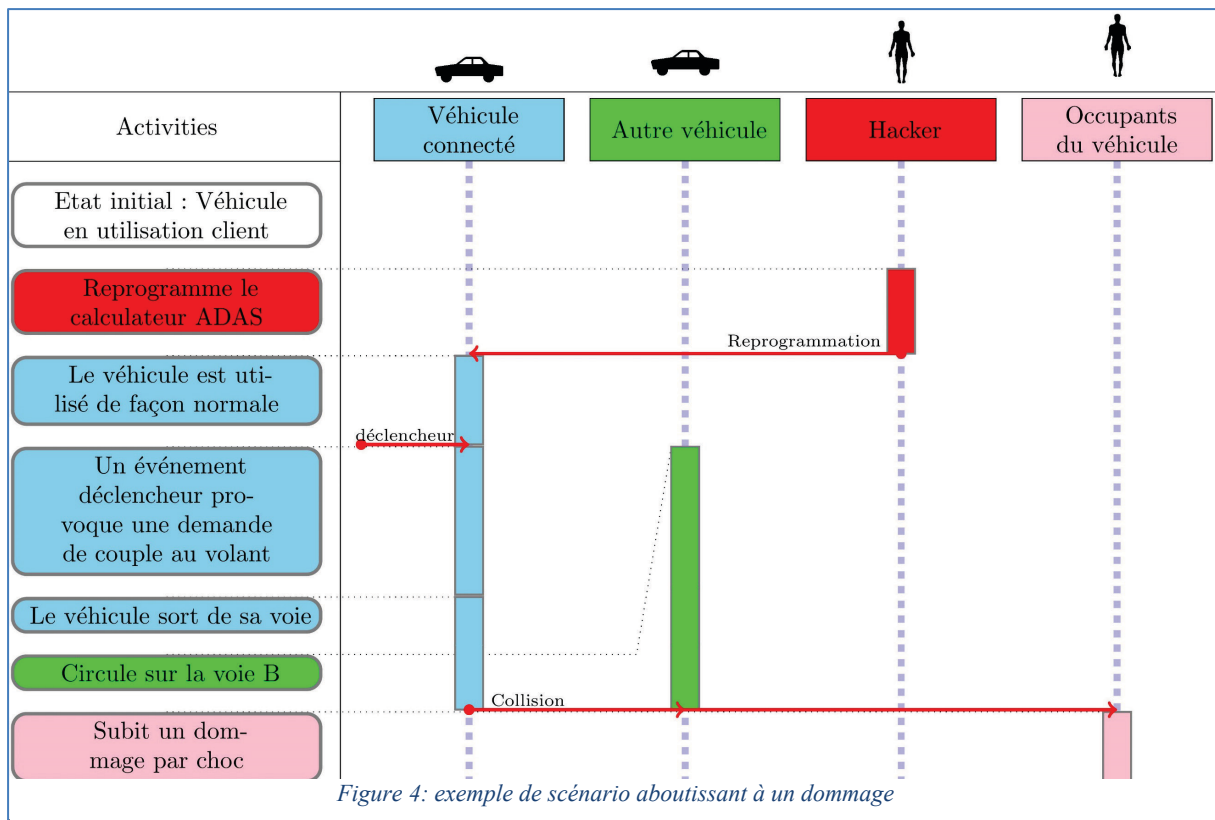 Activities
Véhicule
connecté
Autre véhicule
Hacker
Occupants
du véhicule
Etat initial : Véhicule
en utilisation client
Reprogramme le
calculateur ADAS
Reprogrammation
Le véhicule est uti-
lisé de façon normale
déclencheur
Un événement
déclencheur pro-
voque une demande
de couple au volant
Le véhicule sort de sa voie
Circule sur la voie B
Collision
Subit un dom-
mage par choc
Figure 4: exemple de scénario aboutissant à un dommage